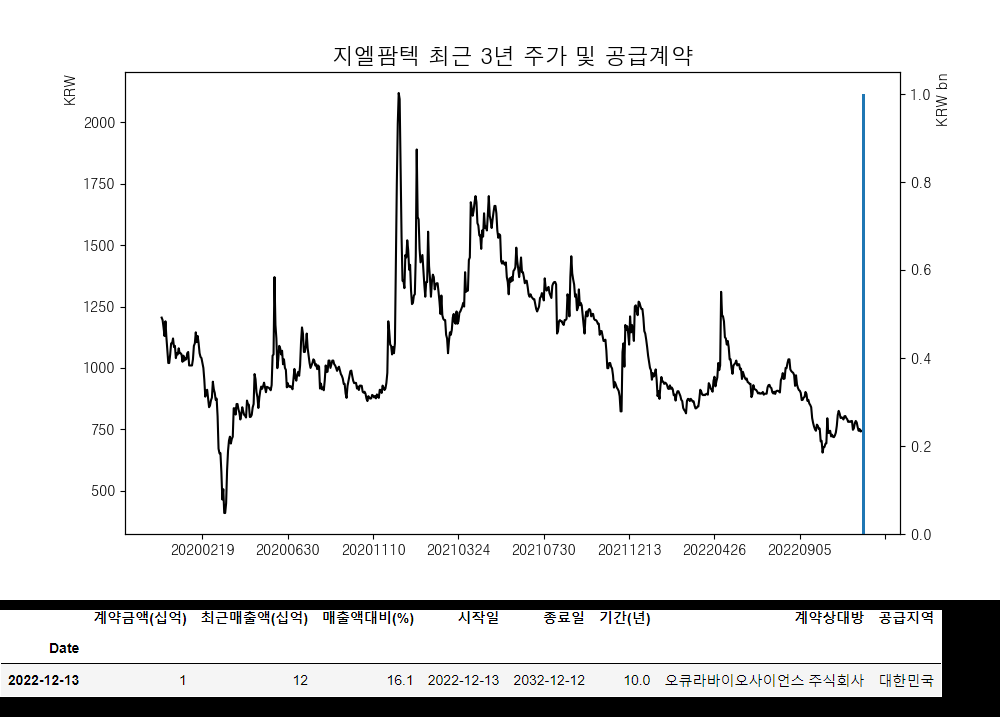 지엘팜텍 최근 3년 주가 및 공급계약
KRW
KRW bn
2000
1750
1500
1250
1000
750
500
1.0
0.8
0.6
0.4
0.2
0.0
20200219 20200630 20201110 20210324 20210730 20211213 20220426 20220905
계약금액(십억) 최근매출액(십억) 매출액대비(%) 시작일 종료일 기간(년) 계약상대방 공급지역
Date
2022-12-13 1 12 16.1 2022-12-13 2032-12-12 10.0 오큐라바이오사이언스 주식회사 대한민국